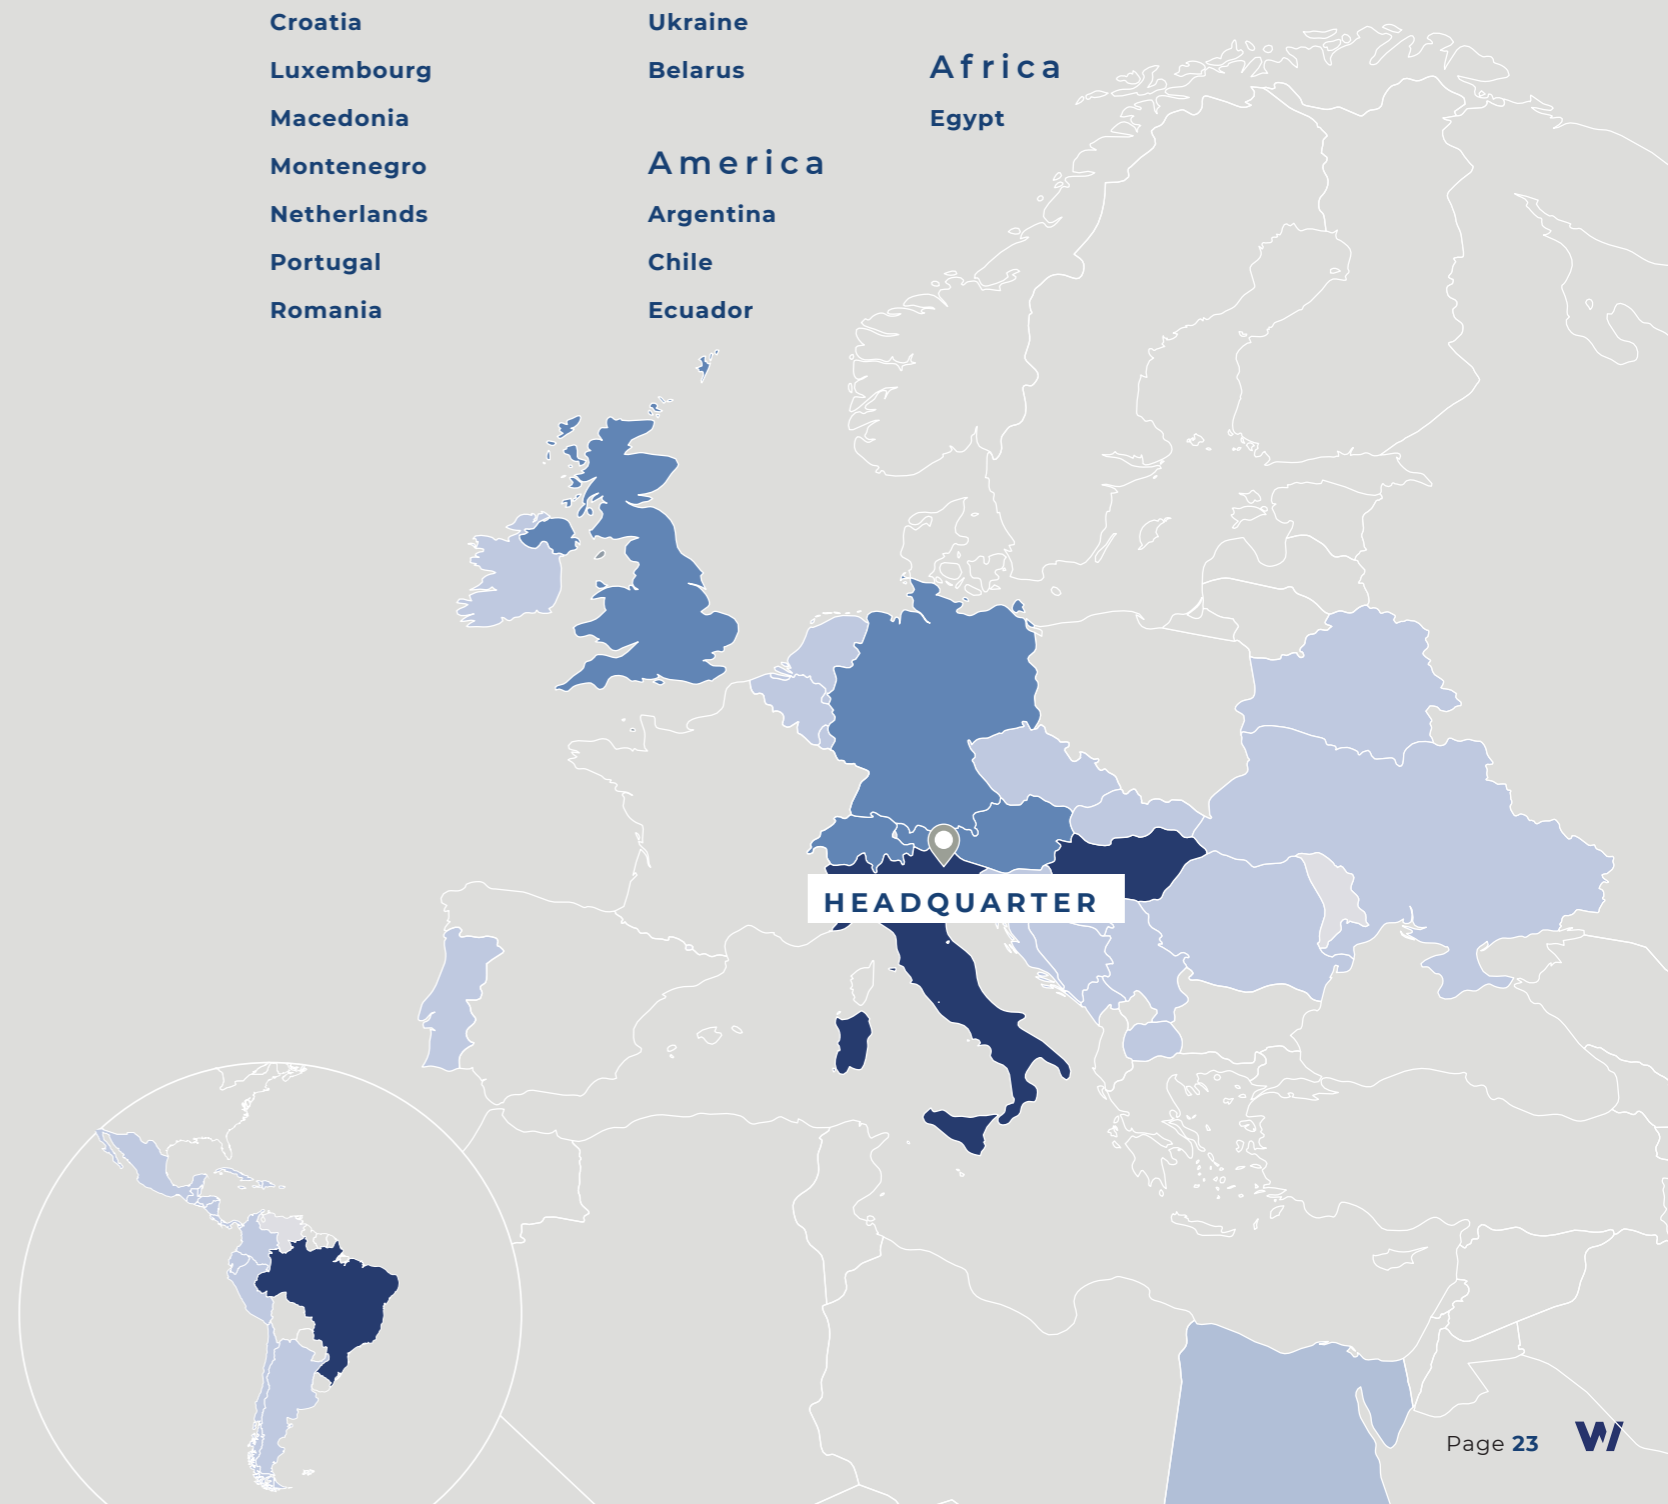 Croatia
Luxembourg
Macedonia
Montenegro
Netherlands
Portugal
Romania
Ukraine
Belarus
America
Argentina
Chile
Ecuador
Africa
Egypt
HEADQUARTER
Page 23
W